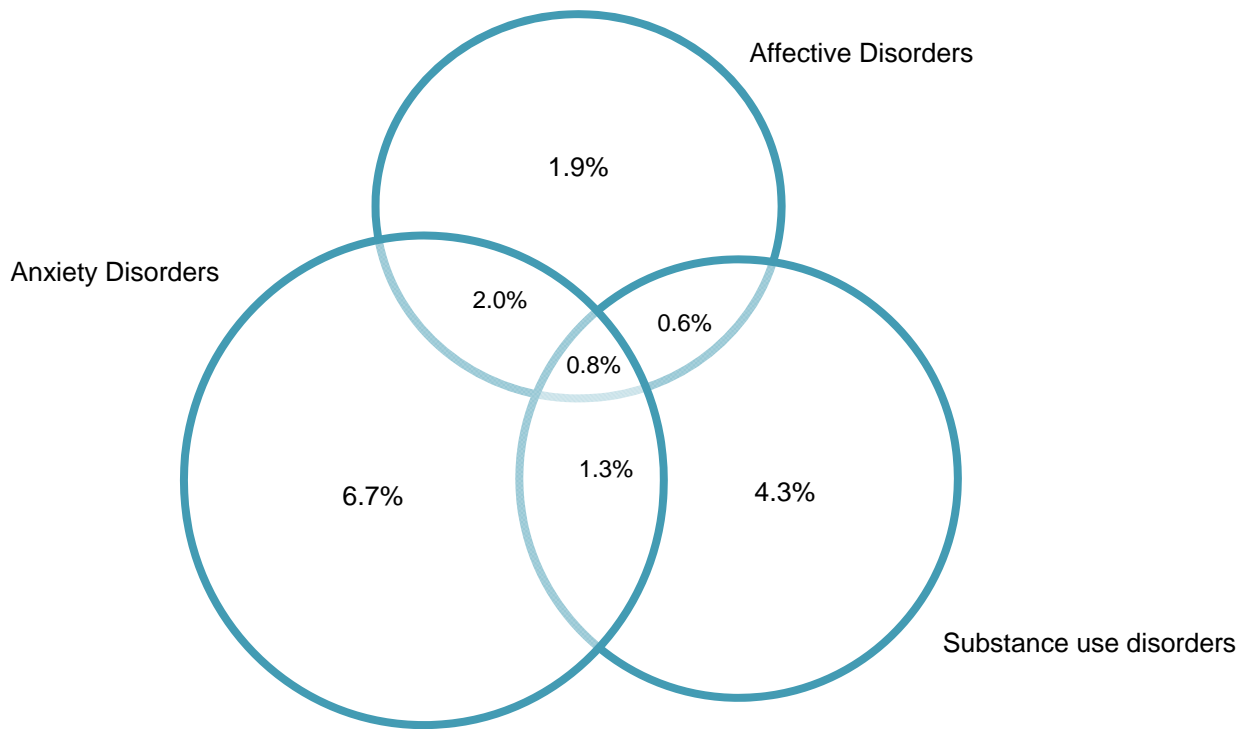 Affective Disorders
1.9%
Anxiety Disorders
2.0%
0.6%
0.8%
1.3%
6.7%
4.3%
Substance use disorders